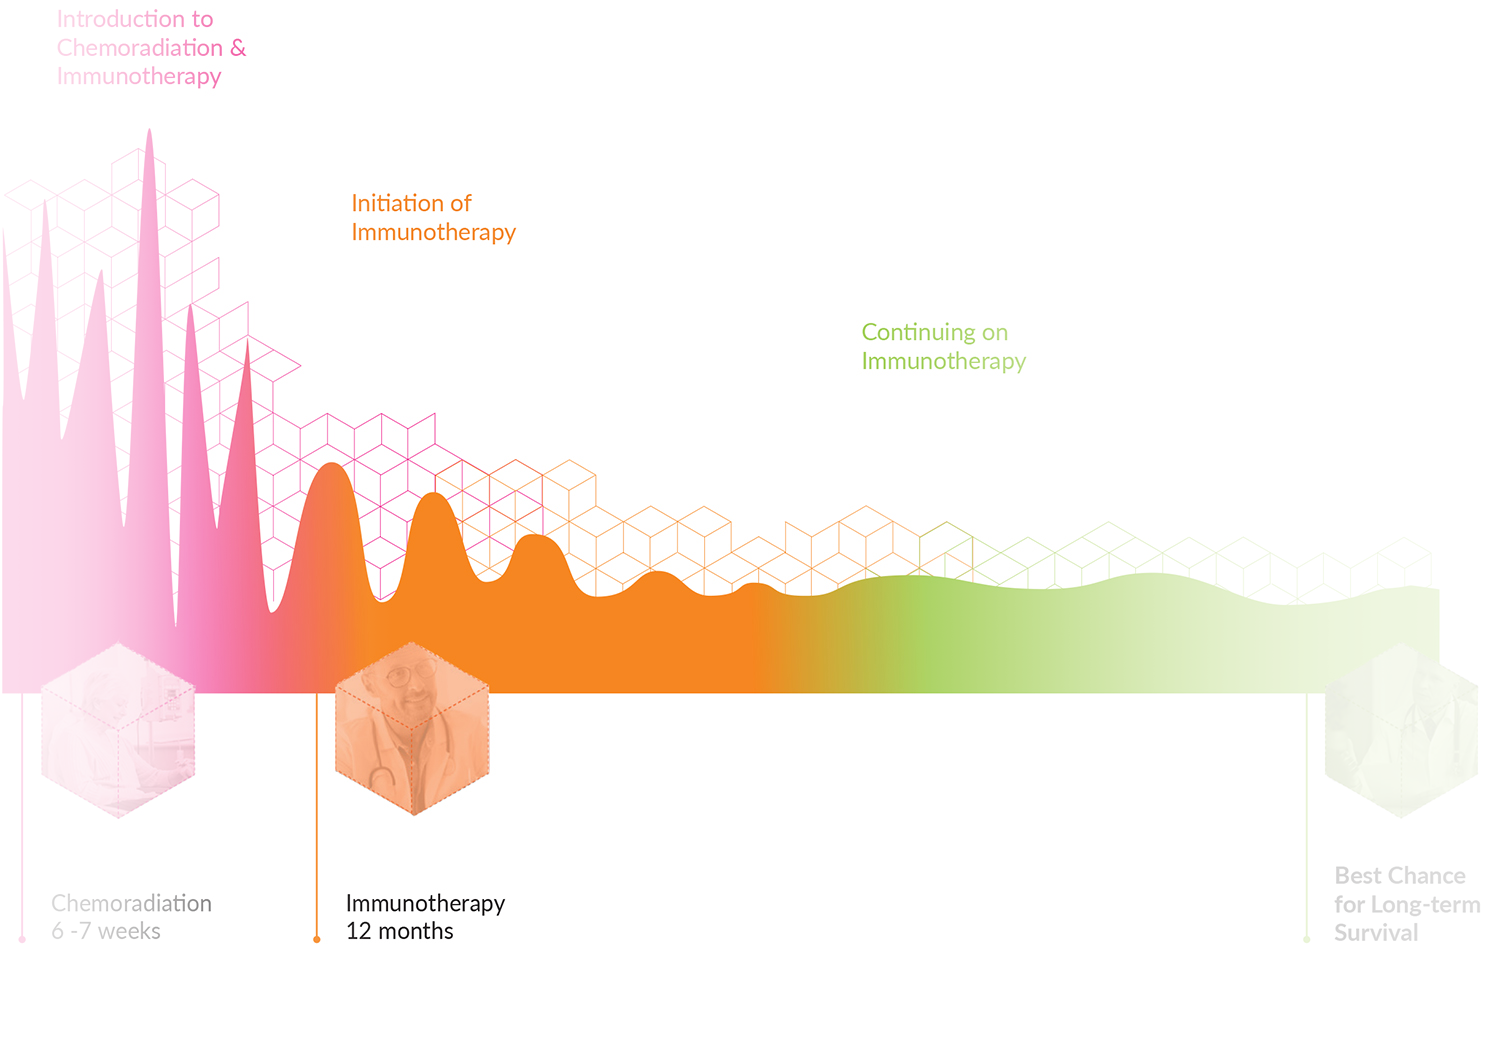 Introduction to
Chemoradiation &
Immunotherapy
Initiation of
Immunotherapy
Continuing on
Immunotherapy
Chemoradiation
6 -7 weeks
Immunotherapy
12 months
Best Chance
for Long-term
Survival